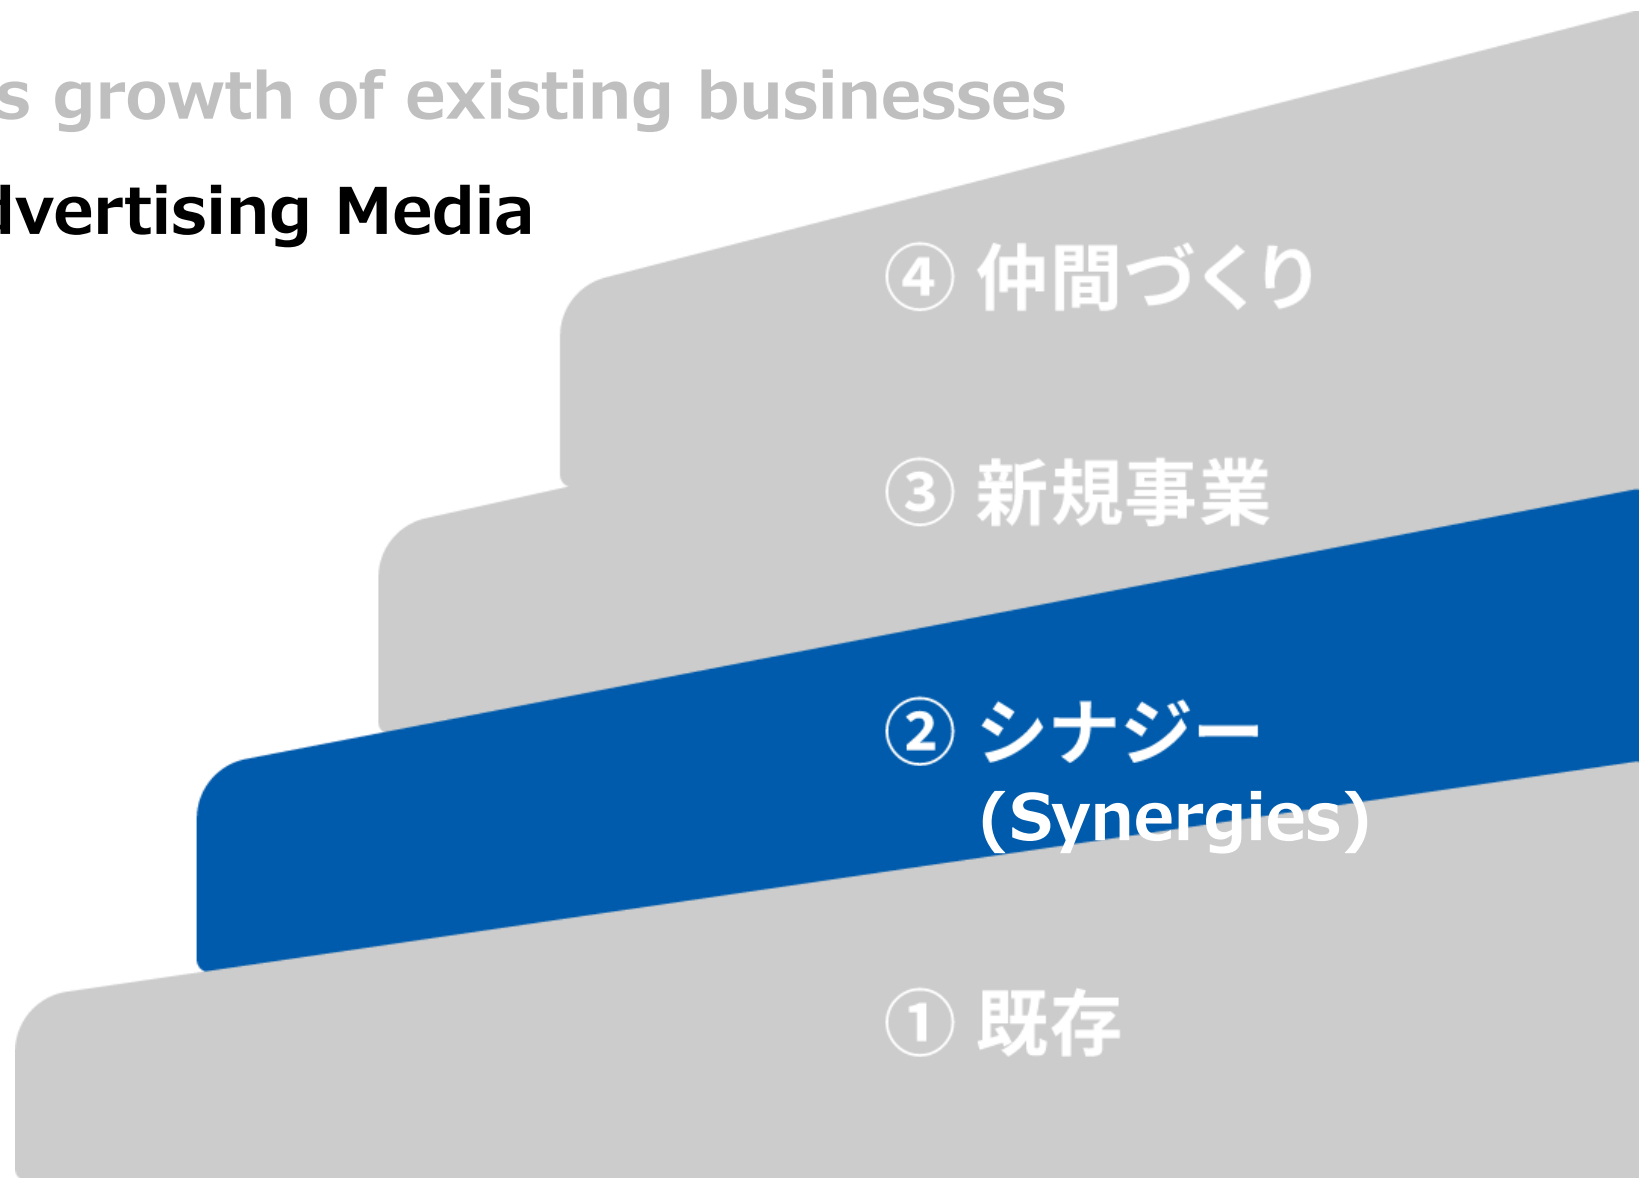 s growth of existing businesses
dvertising Media
④ 仲間づくり
③ 新規事業
② シナジー
(Synergies)
① 既存